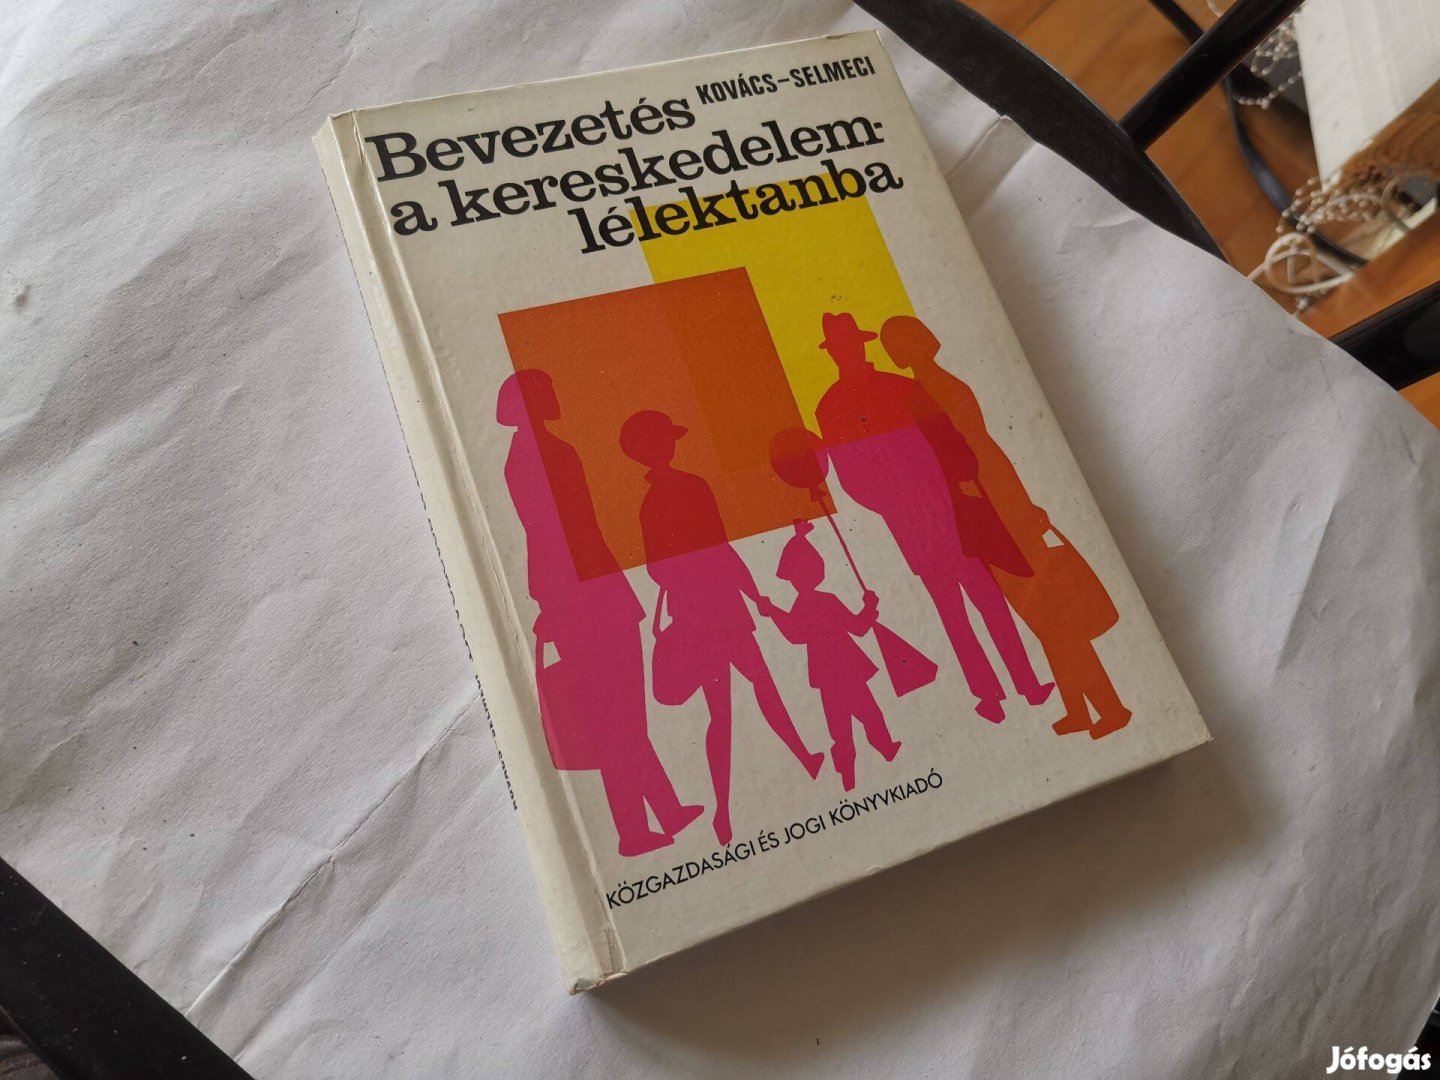 KOVÁCS–SELMECI
Bevezetés
a kereskedelem-
lélektanba
KÖZGAZDASÁGI ÉS JOGI KÖNYVKIADÓ
Jófogás